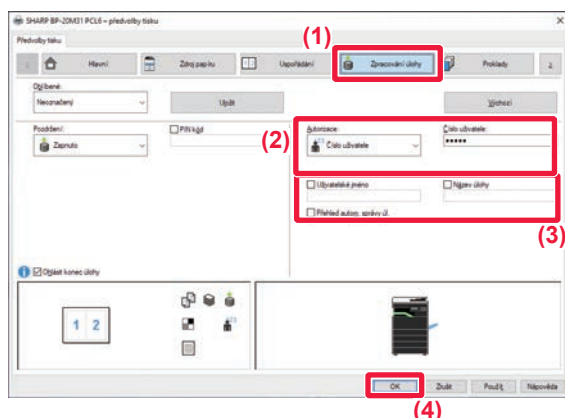 SHARP BP-20M31 PCL6 – předvolby tisku
Předvolby tisku
(1)
Hlavní
Zdroj papíru
Uspořádání
Zpracování úlohy
Proklady
Oblíbené:
Neoznačený
Uložit
Výchozí
Pozdržení:
Zapnuto
PIN kód
(2)
Autorizace:
Číslo uživatele
Číslo uživatele:
•••••
Uživatelské jméno
Název úlohy
Přehled autom. správy úl.
(3)
Ohlásit konec úlohy
1 2
OK
Zrušit
Použít
Nápověda
(4)